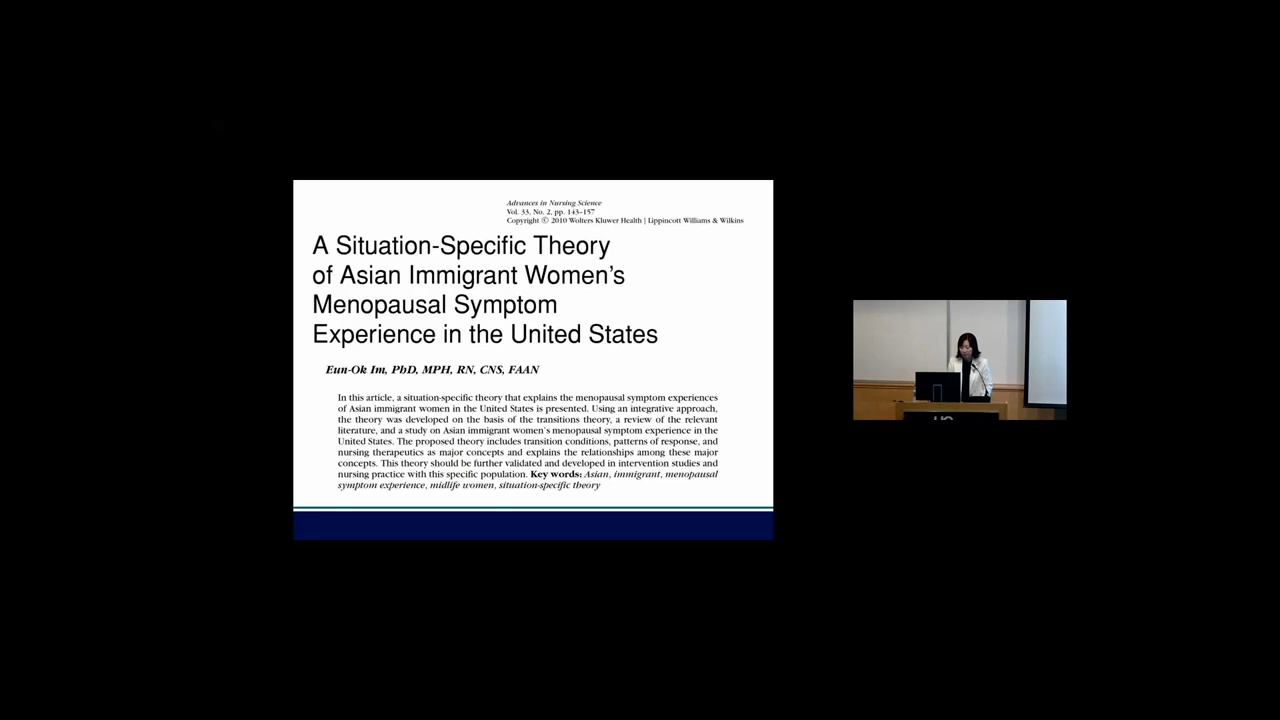 Advances in Nursing Science
Vol. 33, No. 2, pp. 143–157
Copyright © 2010 Wolters Kluwer Health | Lippincott Williams & Wilkins
A Situation-Specific Theory
of Asian Immigrant Women's
Menopausal Symptom
Experience in the United States
Eun-Ok Im, PhD, MPH, RN, CNS, FAAN
In this article, a situation-specific theory that explains the menopausal symptom experiences
of Asian immigrant women in the United States is presented. Using an integrative approach,
the theory was developed on the basis of the transitions theory, a review of the relevant
literature, and a study on Asian immigrant women's menopausal symptom experience in the
United States. The proposed theory includes transition conditions, patterns of response, and
nursing therapeutics as major concepts and explains the relationships among these major
concepts. This theory should be further validated and developed in intervention studies and
nursing practice with this specific population. Key words: Asian, immigrant, menopausal
symptom experience, midlife women, situation-specific theory